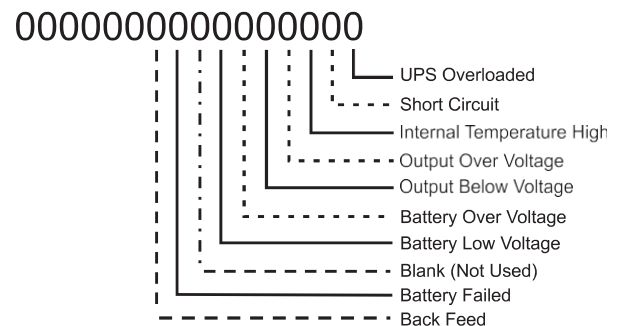 0000000000000000
UPS Overloaded
Short Circuit
Internal Temperature High
Output Over Voltage
Output Below Voltage
Battery Over Voltage
Battery Low Voltage
Blank (Not Used)
Battery Failed
Back Feed